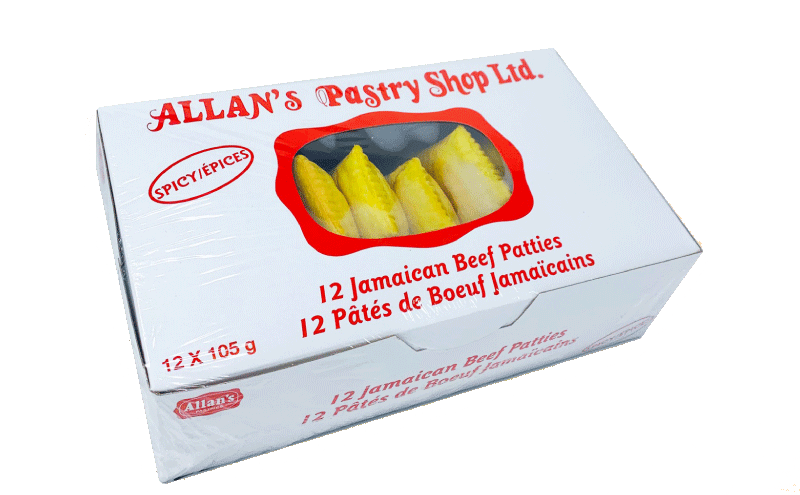 ALLAN's Pastry Shop Ltd.
SPICY/ÉPICES
12 Jamaican Beef Patties
12 Pâtés de Boeuf Jamaïcains
12 X 105 g
12 Jamaican Beef Patties
12 Pâtés de Boeuf Jamaïcains
Allan's